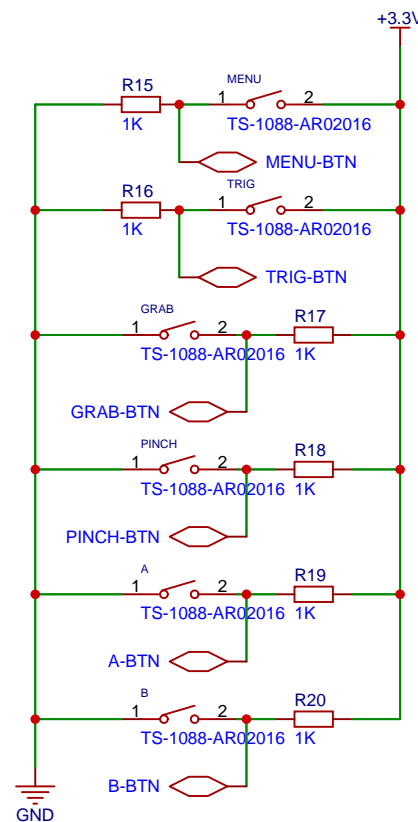 +3.3V
R15
MENU
1
2
1K
TS-1088-AR02016
MENU-BTN
R16
TRIG
1
2
1K
TS-1088-AR02016
TRIG-BTN
GRAB
R17
1
2
TS-1088-AR02016
1K
GRAB-BTN
PINCH
R18
1
2
TS-1088-AR02016
1K
PINCH-BTN
A
R19
1
2
TS-1088-AR02016
1K
A-BTN
B
R20
1
2
TS-1088-AR02016
1K
B-BTN
GND